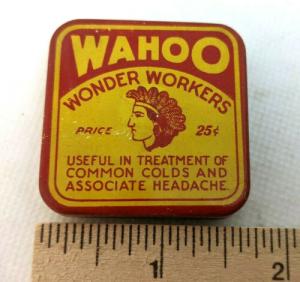 WAHOO
WONDER WORKERS
PRICE 25¢
USEFUL IN TREATMENT OF
COMMON COLDS AND
ASSOCIATE HEADACHE
1 2